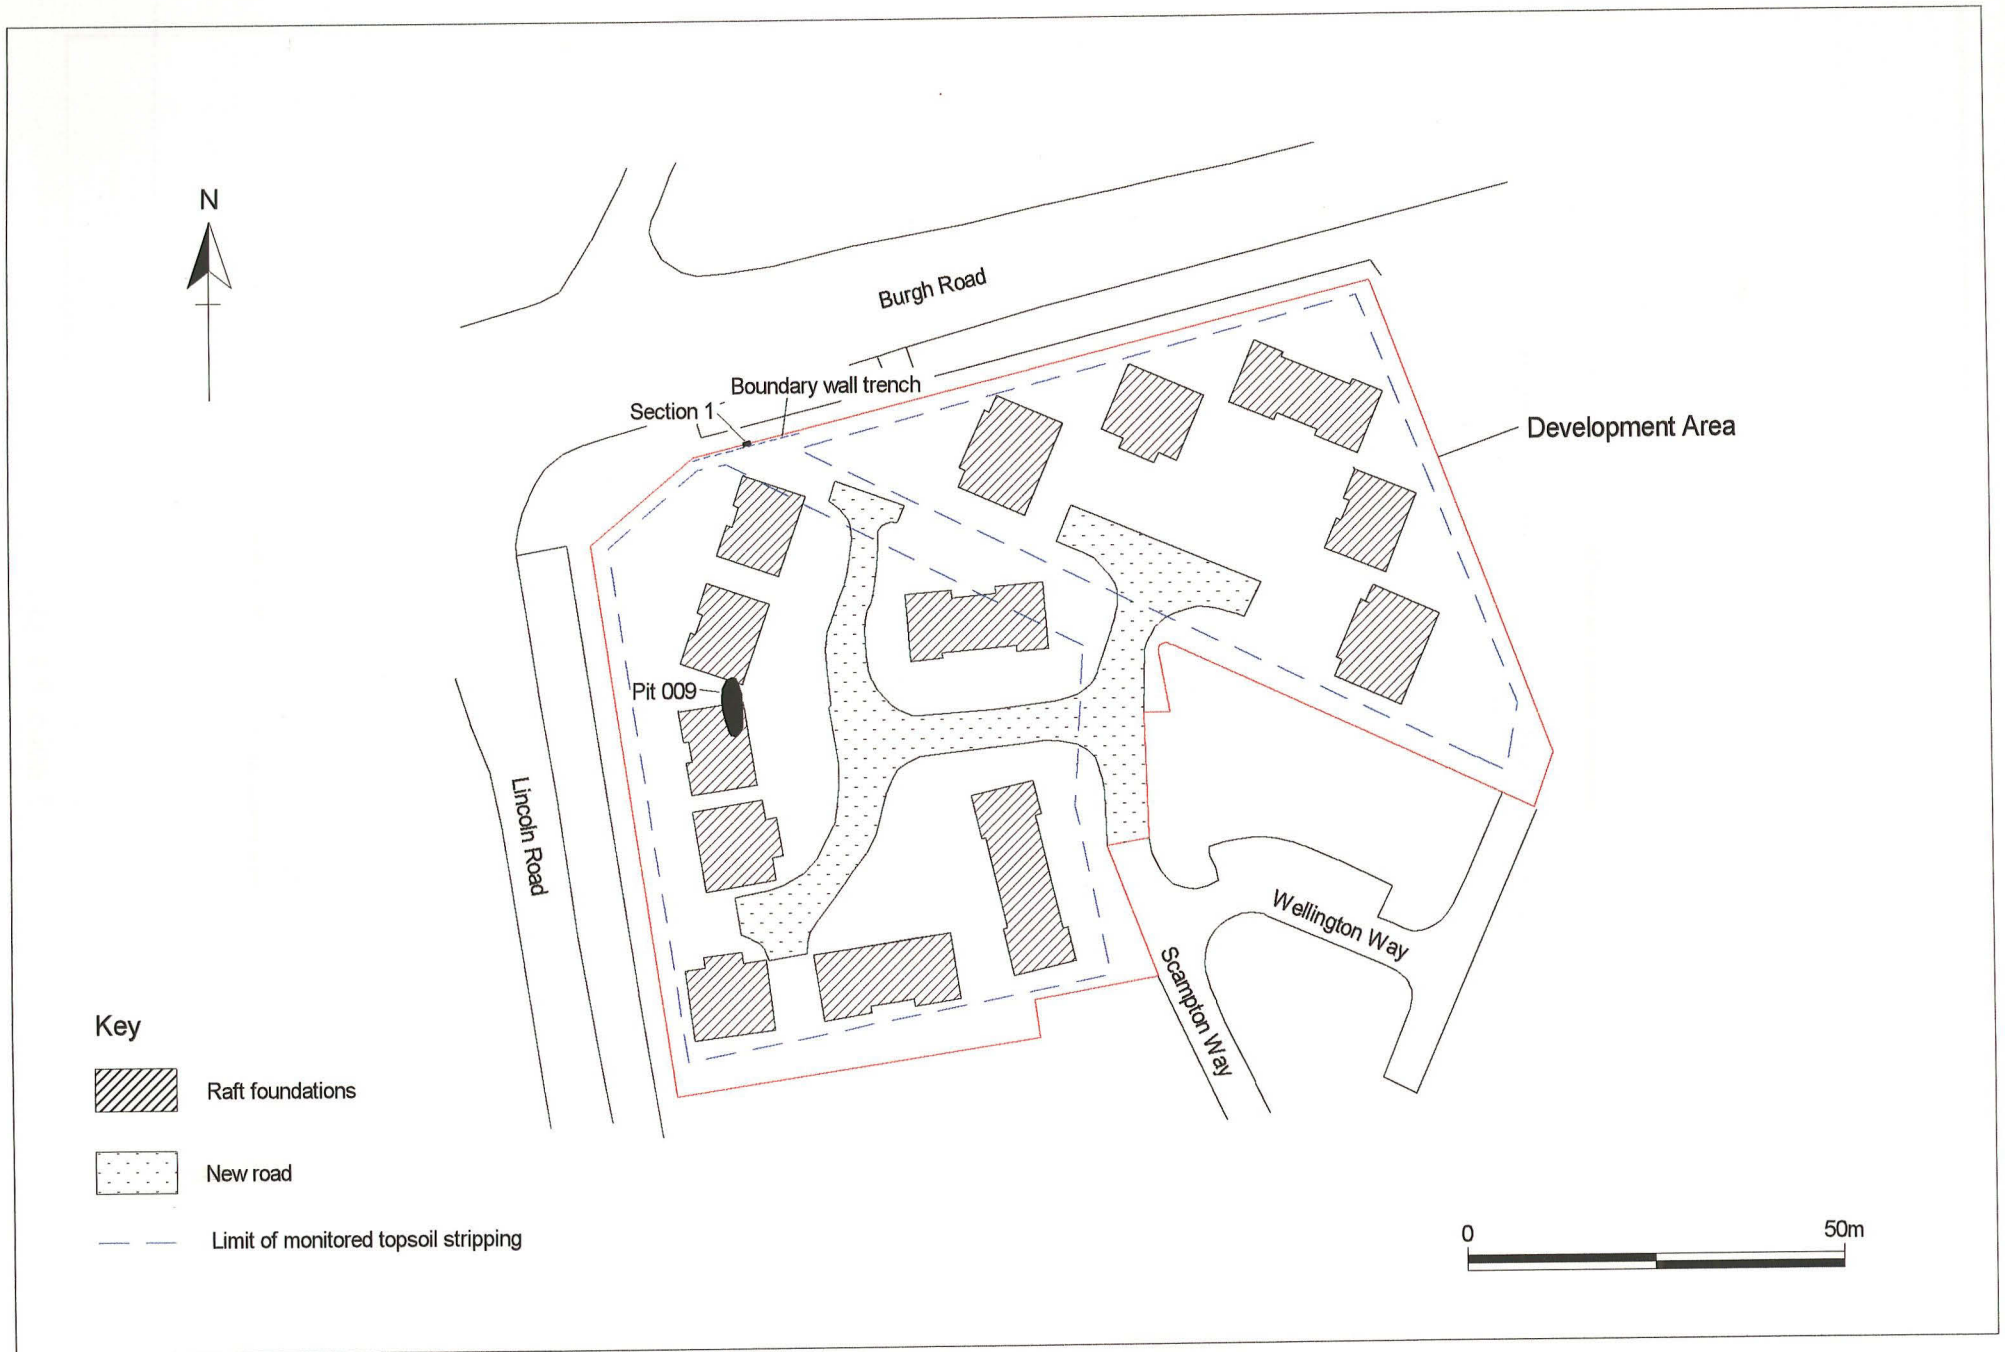 N
Burgh Road
Boundary wall trench
Section 1
Development Area
Pit 009
Lincoln Road
Wellington Way
Scampton Way
Key
Raft foundations
New road
Limit of monitored topsoil stripping
0 50m